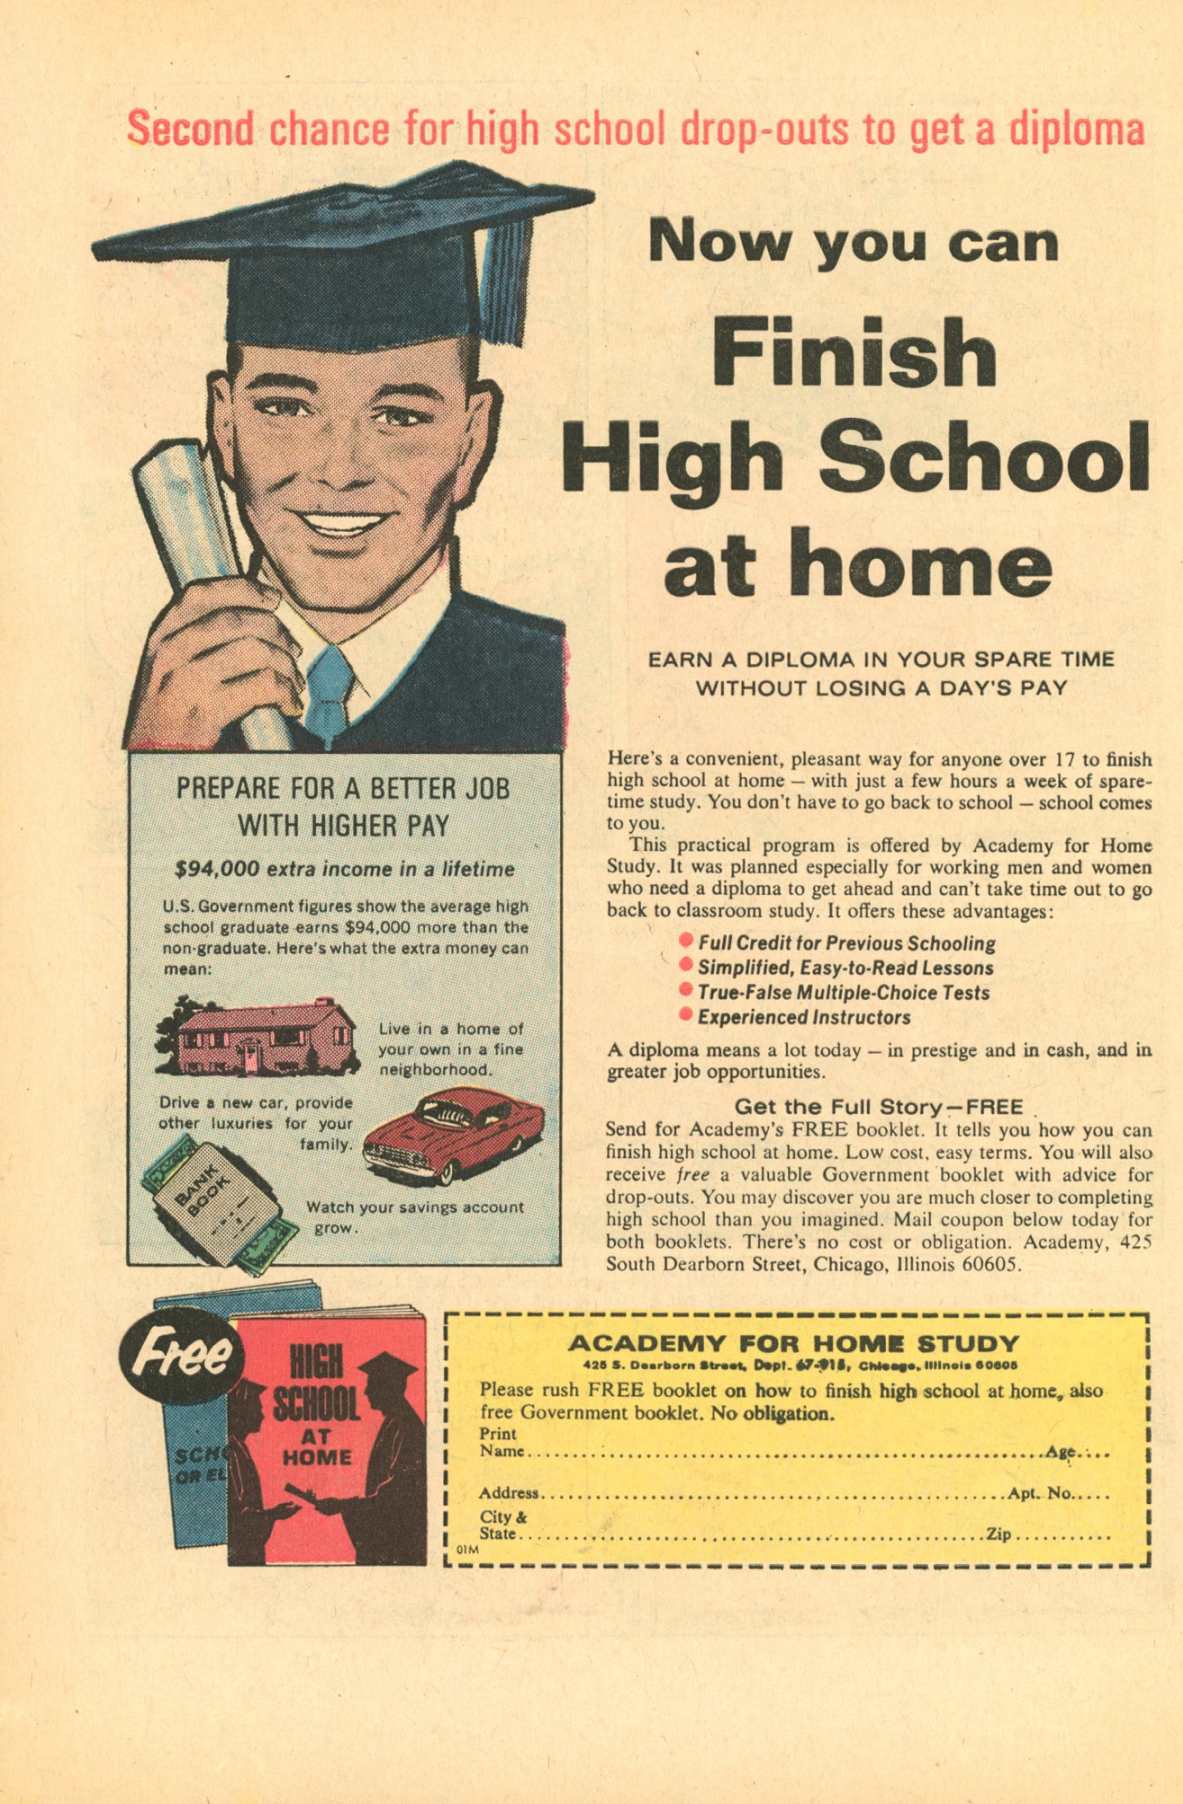 Second chance for high school drop-outs to get a diploma
Now you can
Finish
High School
at home
EARN A DIPLOMA IN YOUR SPARE TIME
WITHOUT LOSING A DAY'S PAY
PREPARE FOR A BETTER JOB
WITH HIGHER PAY
$94,000 extra income in a lifetime
U.S. Government figures show the average high
school graduate earns $94,000 more than the
non-graduate. Here's what the extra money can
mean:
Live in a home of
your own in a fine
neighborhood.
Drive a new car, provide
other luxuries for your
family.
BANK
BOOK
Watch your savings account
grow.
Here's a convenient, pleasant way for anyone over 17 to finish
high school at home — with just a few hours a week of spare-
time study. You don't have to go back to school — school comes
to you.
This practical program is offered by Academy for Home
Study. It was planned especially for working men and women
who need a diploma to get ahead and can't take time out to go
back to classroom study. It offers these advantages:
● Full Credit for Previous Schooling
● Simplified, Easy-to-Read Lessons
● True-False Multiple-Choice Tests
● Experienced Instructors
A diploma means a lot today — in prestige and in cash, and in
greater job opportunities.
Get the Full Story—FREE
Send for Academy's FREE booklet. It tells you how you can
finish high school at home. Low cost, easy terms. You will also
receive free a valuable Government booklet with advice for
drop-outs. You may discover you are much closer to completing
high school than you imagined. Mail coupon below today for
both booklets. There's no cost or obligation. Academy, 425
South Dearborn Street, Chicago, Illinois 60605.
Free
HIGH
SCHOOL
AT
HOME
SCHO
OR EL
ACADEMY FOR HOME STUDY
425 S. Dearborn Street, Dept. 67-918, Chicago, Illinois 60605
Please rush FREE booklet on how to finish high school at home, also
free Government booklet. No obligation.
Print
Name..........Age.....
Address..........Apt. No.....
City &
State..........Zip..........
01M